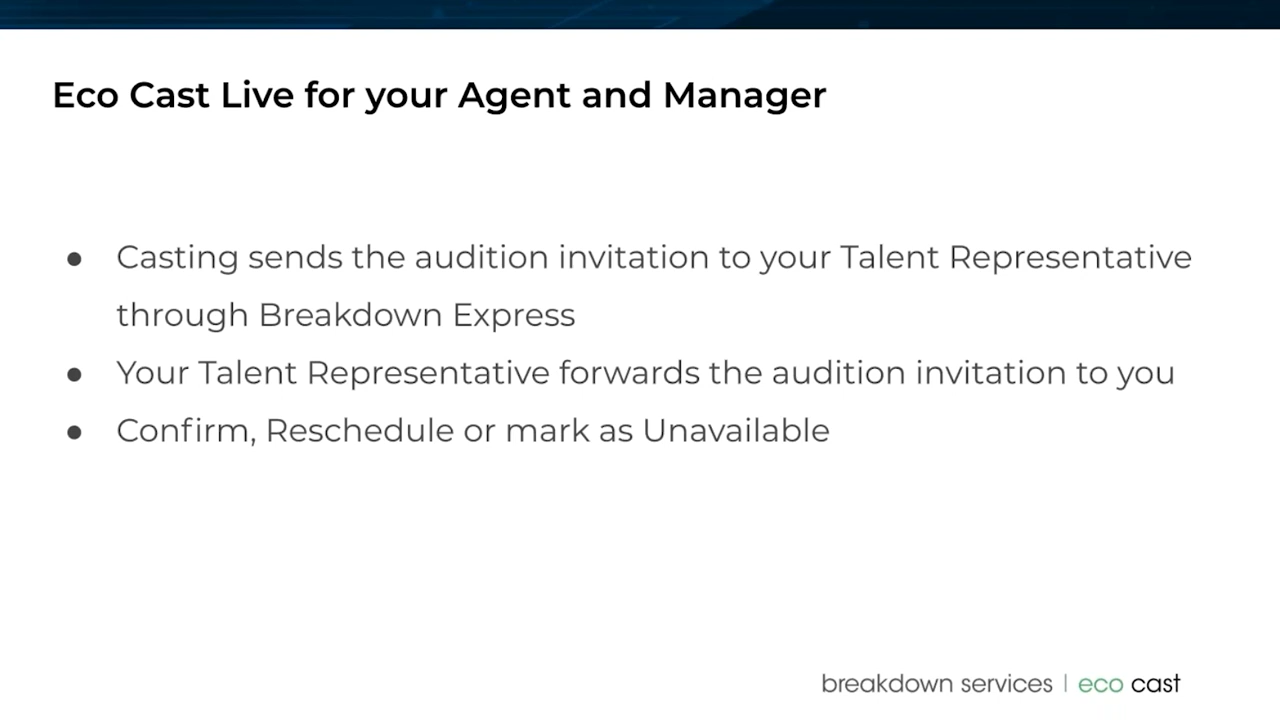 Eco Cast Live for your Agent and Manager
● Casting sends the audition invitation to your Talent Representative
through Breakdown Express
● Your Talent Representative forwards the audition invitation to you
● Confirm, Reschedule or mark as Unavailable
breakdown services | eco cast